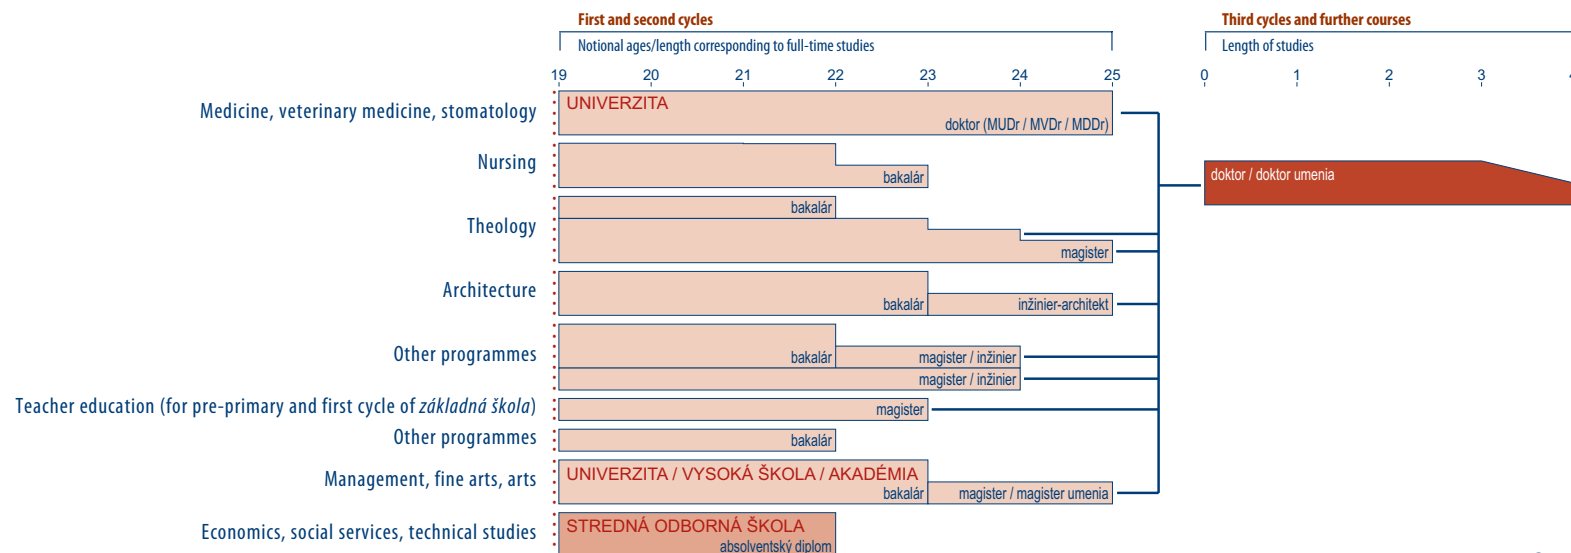 First and second cycles
Third cycles and further courses
Notional ages/length corresponding to full-time studies
Length of studies
19 20 21 22 23 24 25
0 1 2 3
Medicine, veterinary medicine, stomatology
UNIVERZITA
doktor (MUDr / MVDr / MDDr)
Nursing
bakalár
doktor / doktor umenia
bakalár
Theology
magister
Architecture
bakalár
inžinier-architekt
Other programmes
bakalár
magister / inžinier
magister / inžinier
Teacher education (for pre-primary and first cycle of základná škola)
magister
Other programmes
bakalár
Management, fine arts, arts
UNIVERZITA / VYSOKÁ ŠKOLA / AKADÉMIA
bakalár
magister / magister umenia
Economics, social services, technical studies
STREDNÁ ODBORNÁ ŠKOLA
absolventský diplom